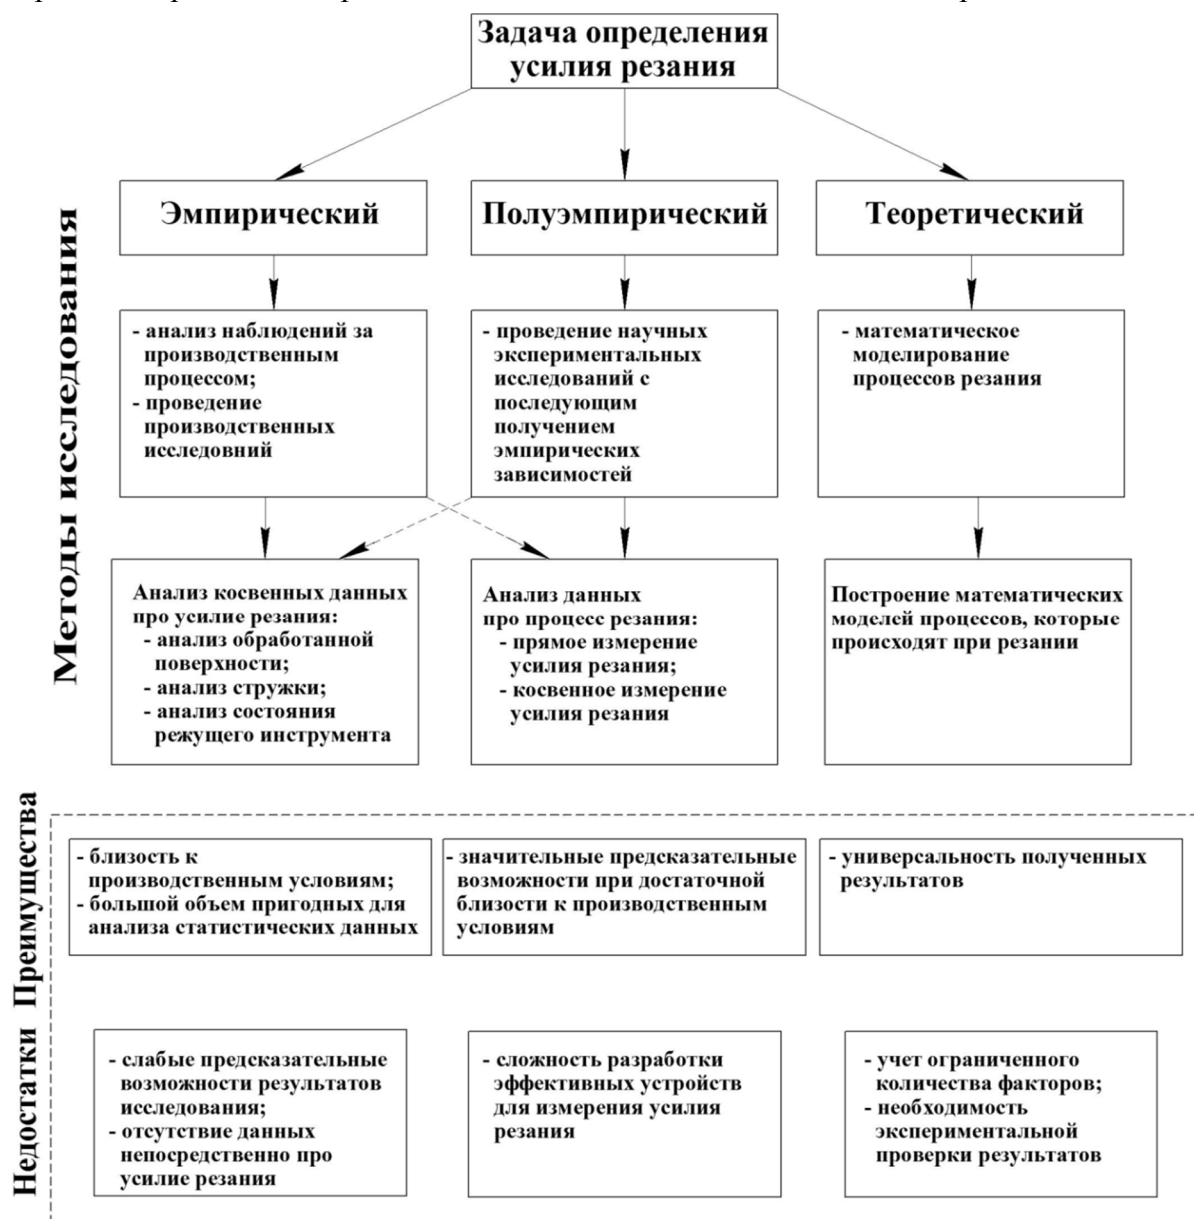 Задача определения
усилия резания
Методы исследования
Эмпирический
Полуэмпирический
Теоретический
- анализ наблюдений за
производственным
процессом;
- проведение
производственных
исследовний
- проведение научных
экспериментальных
исследований с
последующим
получением
эмпирических
зависимостей
- математическое
моделирование
процессов резания
Анализ косвенных данных
про усилие резания:
- анализ обработанной
поверхности;
- анализ стружки;
- анализ состояния
режущего инструмента
Анализ данных
про процесс резания:
- прямое измерение
усилия резания;
- косвенное измерение
усилия резания
Построение математических
моделей процессов, которые
происходят при резании
Преимущества
- близость к
производственным условиям;
- большой объем пригодных для
анализа статистических данных
- значительные предсказательные
возможности при достаточной
близости к производственным
условиям
- универсальность полученных
результатов
Недостатки
- слабые предсказательные
возможности результатов
исследования;
- отсутствие данных
непосредственно про
усилие резания
- сложность разработки
эффективных устройств
для измерения усилия
резания
- учет ограниченного
количества факторов;
- необходимость
экспериментальной
проверки результатов